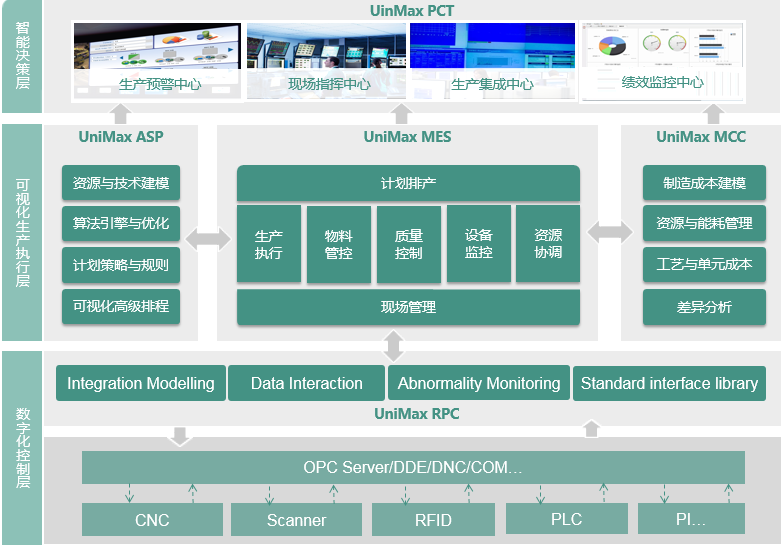 智能决策层
UinMax PCT
生产预警中心
现场指挥中心
生产集成中心
绩效监控中心
可视化生产执行层
UniMax ASP
资源与技术建模
算法引擎与优化
计划策略与规则
可视化高级排程
UniMax MES
计划排产
生产
执行
物料
管控
质量
控制
设备
监控
资源
协调
现场管理
UniMax MCC
制造成本建模
资源与能耗管理
工艺与单元成本
差异分析
数字化控制层
Integration Modelling
Data Interaction
Abnormality Monitoring
Standard interface library
UniMax RPC
OPC Server/DDE/DNC/COM...
CNC
Scanner
RFID
PLC
PI...